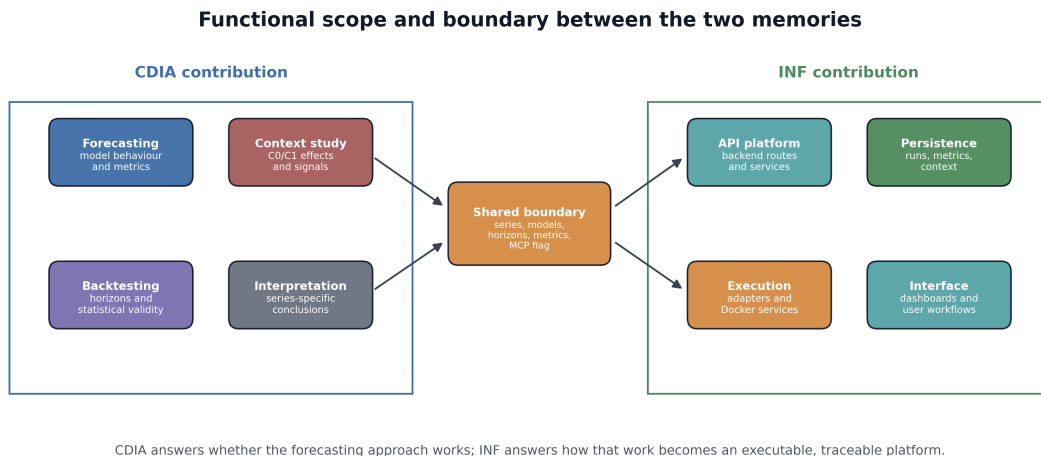 Functional scope and boundary between the two memories
CDIA contribution
INF contribution
Forecasting
model behaviour
and metrics
Context study
C0/C1 effects
and signals
Backtesting
horizons and
statistical validity
Interpretation
series-specific
conclusions
Shared boundary
series, models,
horizons, metrics,
MCP flag
API platform
backend routes
and services
Persistence
runs, metrics,
context
Execution
adapters and
Docker services
Interface
dashboards and
user workflows
CDIA answers whether the forecasting approach works; INF answers how that work becomes an executable, traceable platform.